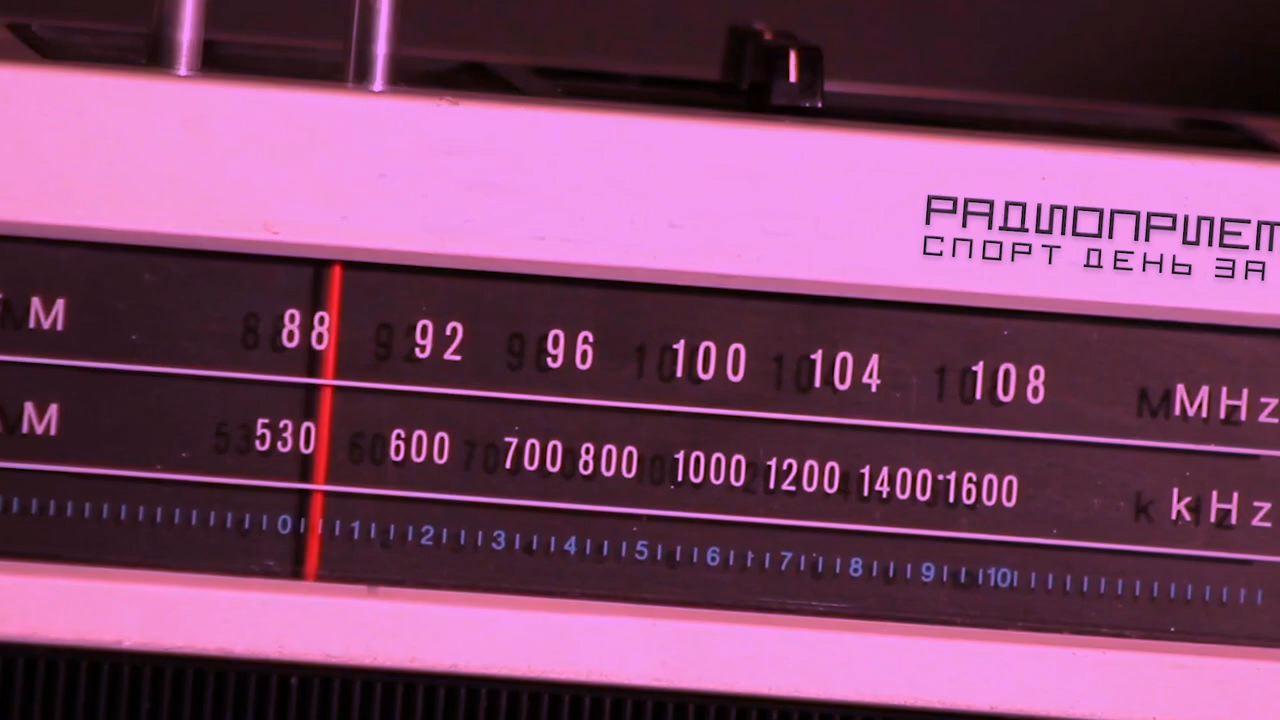 РАДИОПРИЕМ
СПОРТ ДЕНЬ ЗА
M 88 92 96 100 104 108 MHz
M 530 600 700 800 1000 1200 1400 1600 kHz
0 1 2 3 4 5 6 7 8 9 10